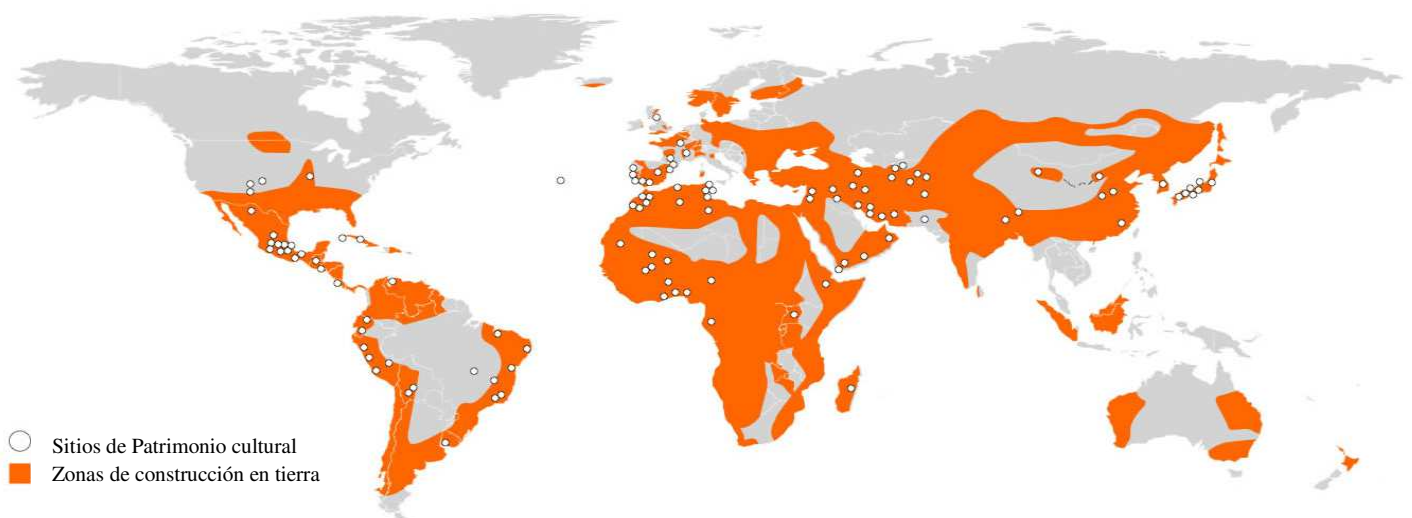 Sitios de Patrimonio cultural
Zonas de construcción en tierra